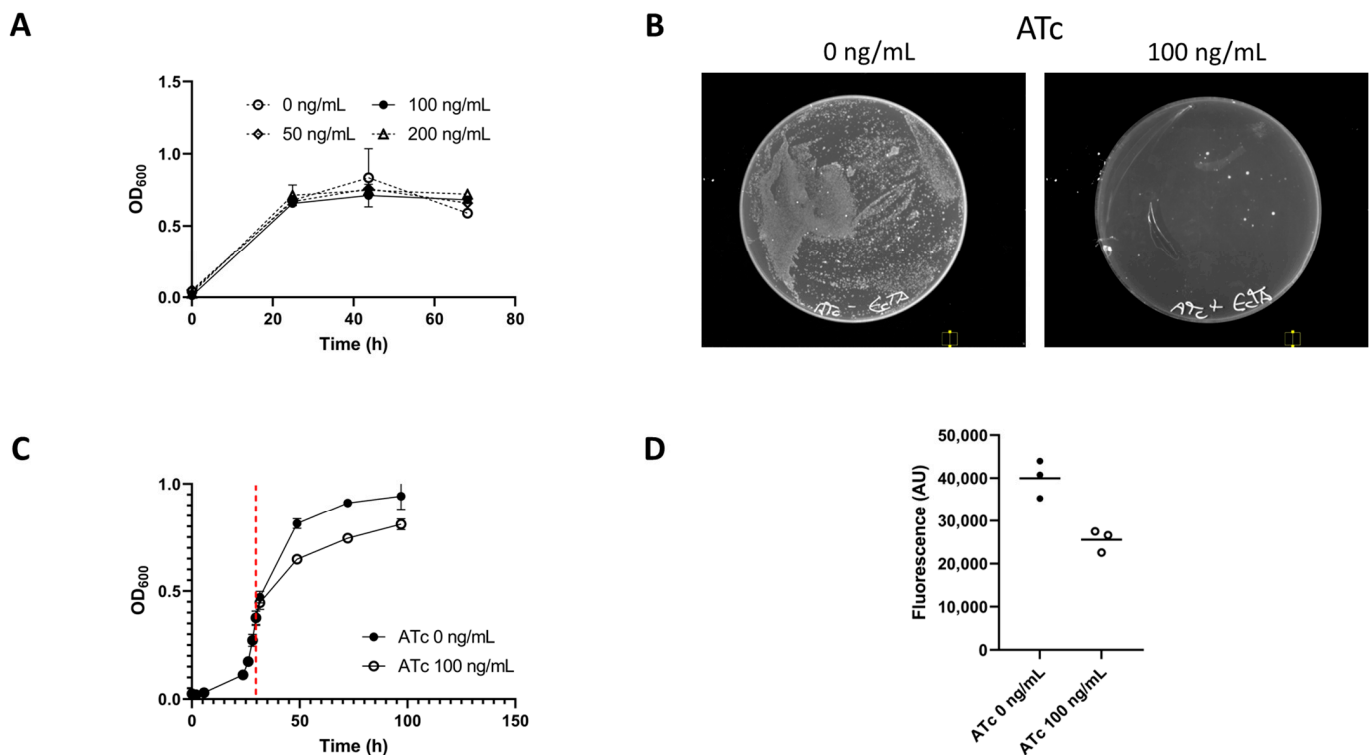 A
1.5
1.0
0.5
0.0
OD600
0 20 40 60 80
Time (h)
0 ng/mL
100 ng/mL
50 ng/mL
200 ng/mL
B
ATc
0 ng/mL
100 ng/mL
ATc - EcTA
ATc + EcTA
C
1.0
0.5
0.0
OD600
0 50 100 150
Time (h)
ATc 0 ng/mL
ATc 100 ng/mL
D
50,000
40,000
30,000
20,000
10,000
0
Fluorescence (AU)
ATc 0 ng/mL
ATc 100 ng/mL